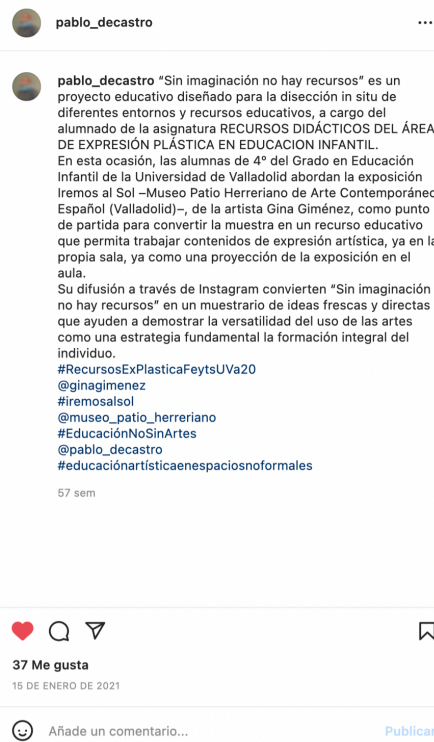 pablo_decastro
pablo_decastro “Sin imaginación no hay recursos” es un
proyecto educativo diseñado para la disección in situ de
diferentes entornos y recursos educativos, a cargo del
alumnado de la asignatura RECURSOS DIDÁCTICOS DEL ÁREA
DE EXPRESIÓN PLÁSTICA EN EDUCACION INFANTIL.
En esta ocasión, las alumnas de 4º del Grado en Educación
Infantil de la Universidad de Valladolid abordan la exposición
Iremos al Sol –Museo Patio Herreriano de Arte Contemporáneo
Español (Valladolid)–, de la artista Gina Giménez, como punto
de partida para convertir la muestra en un recurso educativo
que permita trabajar contenidos de expresión artística, ya en la
propia sala, ya como una proyección de la exposición en el
aula.
Su difusión a través de Instagram convierten “Sin imaginación
no hay recursos” en un muestrario de ideas frescas y directas
que ayuden a demostrar la versatilidad del uso de las artes
como una estrategia fundamental la formación integral del
individuo.
#RecursosExPlasticaFeytsUVa20
@ginagimenez
#iremosalsol
@museo_patio_herreriano
#EducaciónNoSinArtes
@pablo_decastro
#educaciónartísticaenespaciosnoformales
57 sem
37 Me gusta
15 DE ENERO DE 2021
Añade un comentario... Publicar